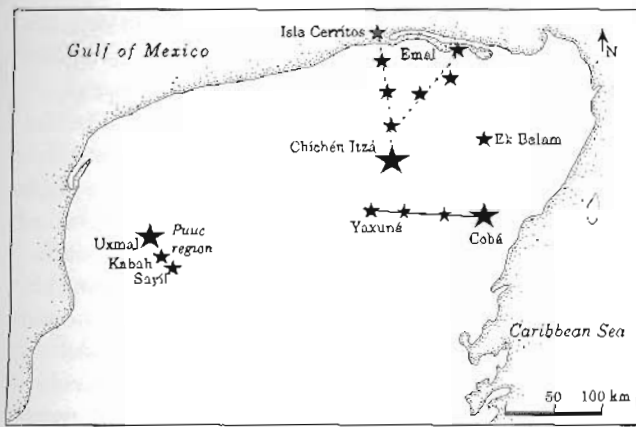 Isla Cerritos
Gulf of Mexico
Emal
N
Chichén Itzá
Ek Balam
Yaxuná
Cobá
Puuc
region
Uxmal
Kabah
Sayil
Caribbean Sea
50 100 km